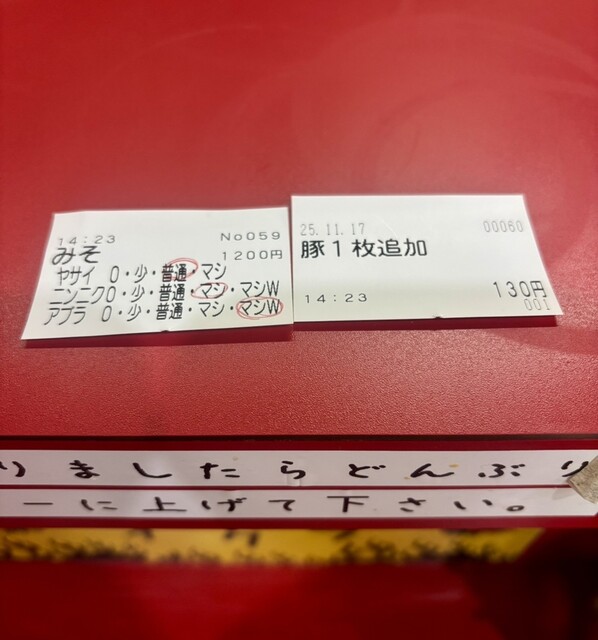 14:23 No059
みそ 1200円
ヤサイ 0・少・普通・マシ
ニンニク0・少・普通・マシ・マシW
アブラ 0・少・普通・マシ・マシW
25.11.17 00060
豚1枚追加
14:23 130円
001
りましたらどんぶり
ーに上げて下さい。